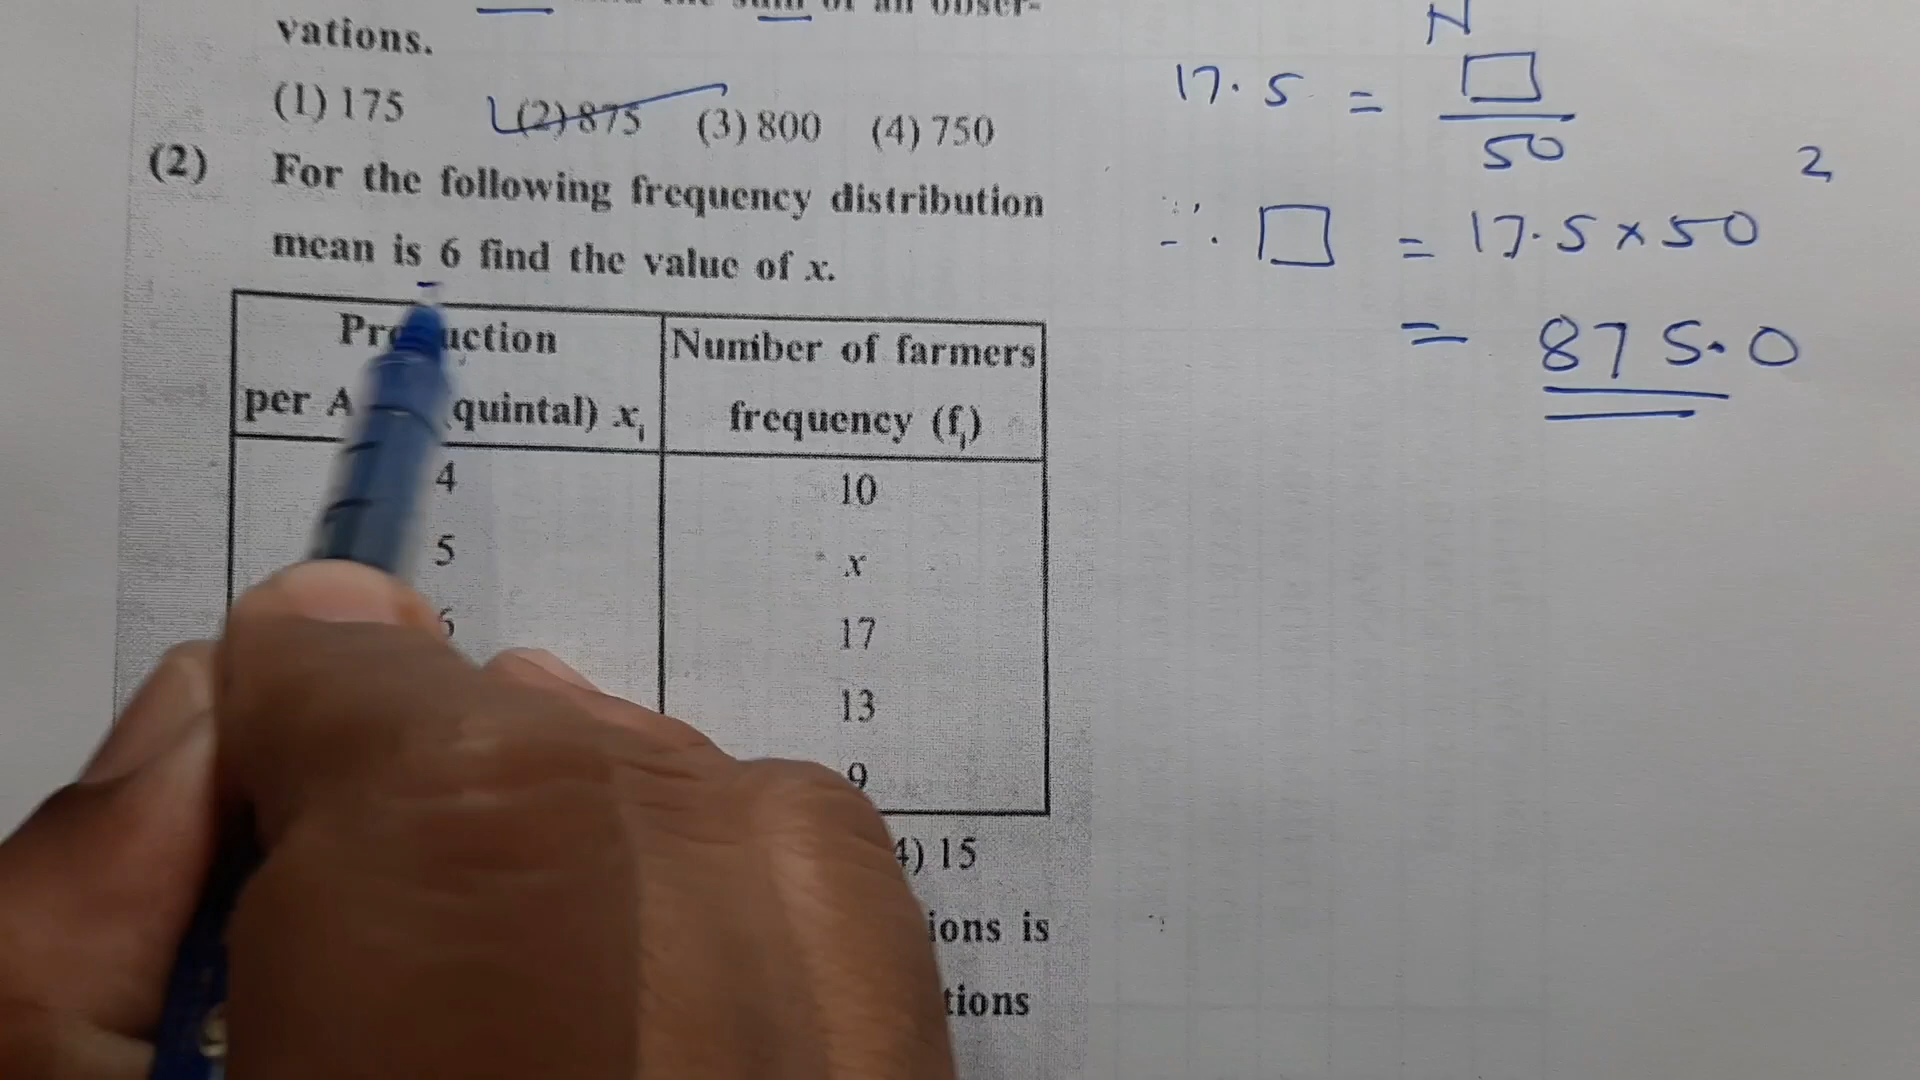 vations.
(1) 175 (2) 875 (3) 800 (4) 750
(2) For the following frequency distribution
mean is 6 find the value of x.
Number of farmers
per A (quintal) xi frequency (fi)
4 10
5 x
17
13
9
4) 15
ions is
tions
N
17.5 = □
50
2
∴ □ = 17.5 x 50
= 875.0